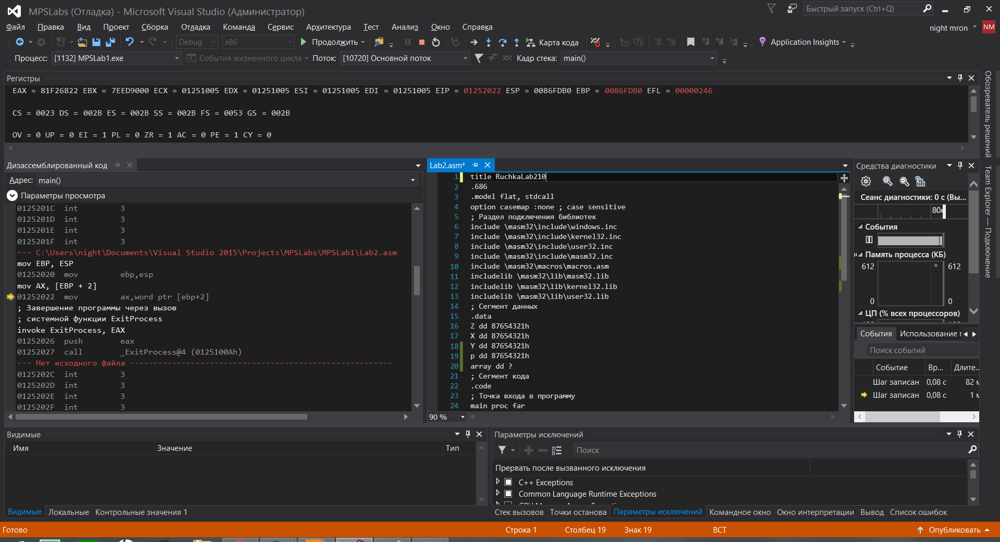 MPSLabs (Отладка) - Microsoft Visual Studio (Администратор)
Быстрый запуск (Ctrl+Q)
Файл Правка Вид Проект Сборка Отладка Команда Сервис Архитектура Тест Анализ Окно Справка
night mron NM
Debug x86 Продолжить Карта кода Application Insights
Процесс: [1132] MPSLab1.exe События жизненного цикла Поток: [10720] Основной поток Кадр стека: main()
Регистры
EAX = 81F26822 EBX = 7EED9000 ECX = 01251005 EDX = 01251005 ESI = 01251005 EDI = 01251005 EIP = 01252022 ESP = 0086FDB0 EBP = 0086FDB0 EFL = 00000246
CS = 0023 DS = 002B ES = 002B SS = 002B FS = 0053 GS = 002B
OV = 0 UP = 0 EI = 1 PL = 0 ZR = 1 AC = 0 PE = 1 CY = 0
Обозреватель решений
Team Explorer — Подключение
Дизассемблированный код
Адрес: main()
Параметры просмотра
0125201C int 3
0125201D int 3
0125201E int 3
0125201F int 3
--- C:\Users\night\Documents\Visual Studio 2015\Projects\MPSLabs\MPSLab1\Lab2.asm
mov EBP, ESP
01252020 mov ebp,esp
mov AX, [EBP + 2]
01252022 mov ax,word ptr [ebp+2]
; Завершение программы через вызов
; системной функции ExitProcess
invoke ExitProcess, EAX
01252026 push eax
01252027 call _ExitProcess@4 (0125100Ah)
--- Нет исходного файла ---------------------------------------------------------
0125202C int 3
0125202D int 3
0125202E int 3
0125202F int 3
Lab2.asm*
1 title RuchkaLab210
2 .686
3 .model flat, stdcall
4 option casemap :none ; case sensitive
5 ; Раздел подключения библиотек
6 include \masm32\include\windows.inc
7 include \masm32\include\kernel32.inc
8 include \masm32\include\user32.inc
9 include \masm32\include\masm32.inc
10 include \masm32\macros\macros.asm
11 includelib \masm32\lib\masm32.lib
12 includelib \masm32\lib\kernel32.lib
13 includelib \masm32\lib\user32.lib
14 ; Сегмент данных
15 .data
16 Z dd 87654321h
17 X dd 87654321h
18 Y dd 87654321h
19 p dd 87654321h
20 array dd ?
21 ; Сегмент кода
22 .code
23 ; Точка входа в программу
24 main proc far
90 %
Средства диагностики
Сеанс диагностики: 0 с (Вы...
80м
События
Память процесса (КБ)
612 612
0 0
ЦП (% всех процессоров)
События Использование
Поиск событий
Событие Вр... Длите...
Шаг записан 0,08 с 82 м
Шаг записан 0,08 с 1 м
Видимые
Имя Значение Тип
Видимые Локальные Контрольные значения 1
Параметры исключений
Поиск
Прервать после вызванного исключения
C++ Exceptions
Common Language Runtime Exceptions
Стек вызовов Точки останова Параметры исключений Командное окно Окно интерпретации Вывод Список ошибок
Готово Строка 1 Столбец 19 Знак 19 ВСТ Опубликовать